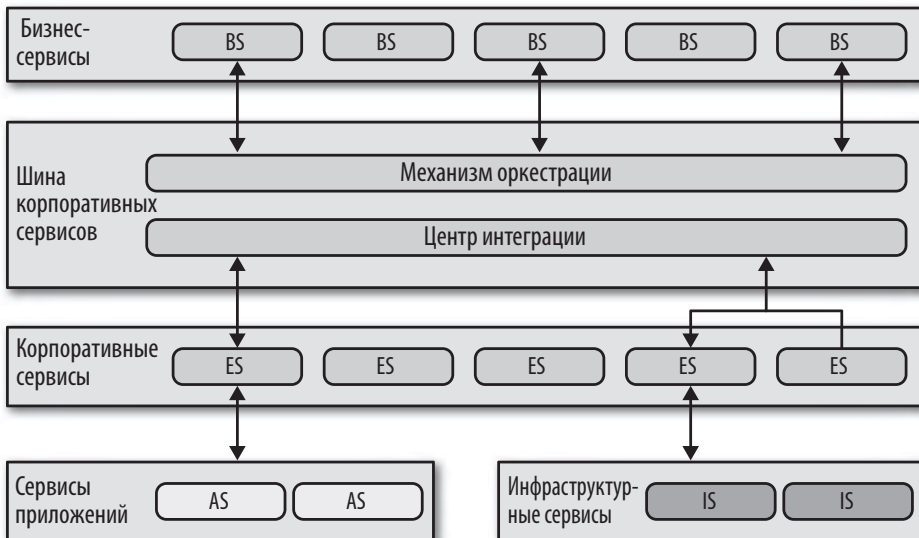 Бизнес-
сервисы
BS
BS
BS
BS
BS
Шина
корпоративных
сервисов
Механизм оркестрации
Центр интеграции
Корпоративные
сервисы
ES
ES
ES
ES
ES
Сервисы
приложений
AS
AS
Инфраструктур-
ные сервисы
IS
IS